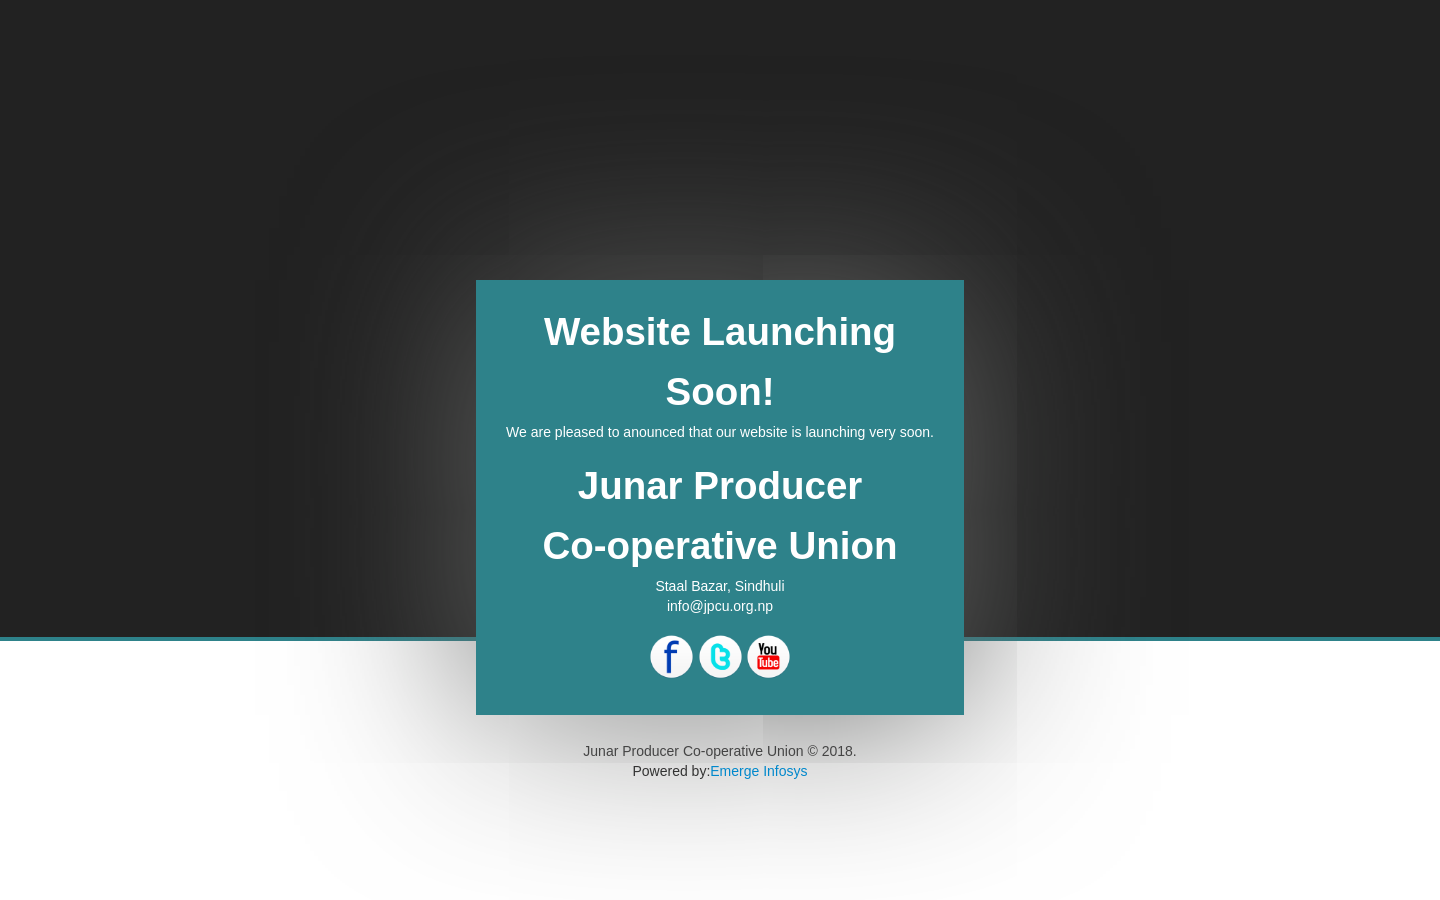 Website Launching
Soon!
We are pleased to anounced that our website is launching very soon.
Junar Producer
Co-operative Union
Staal Bazar, Sindhuli
info@jpcu.org.np
f t You
Tube
Junar Producer Co-operative Union © 2018.
Powered by:Emerge Infosys